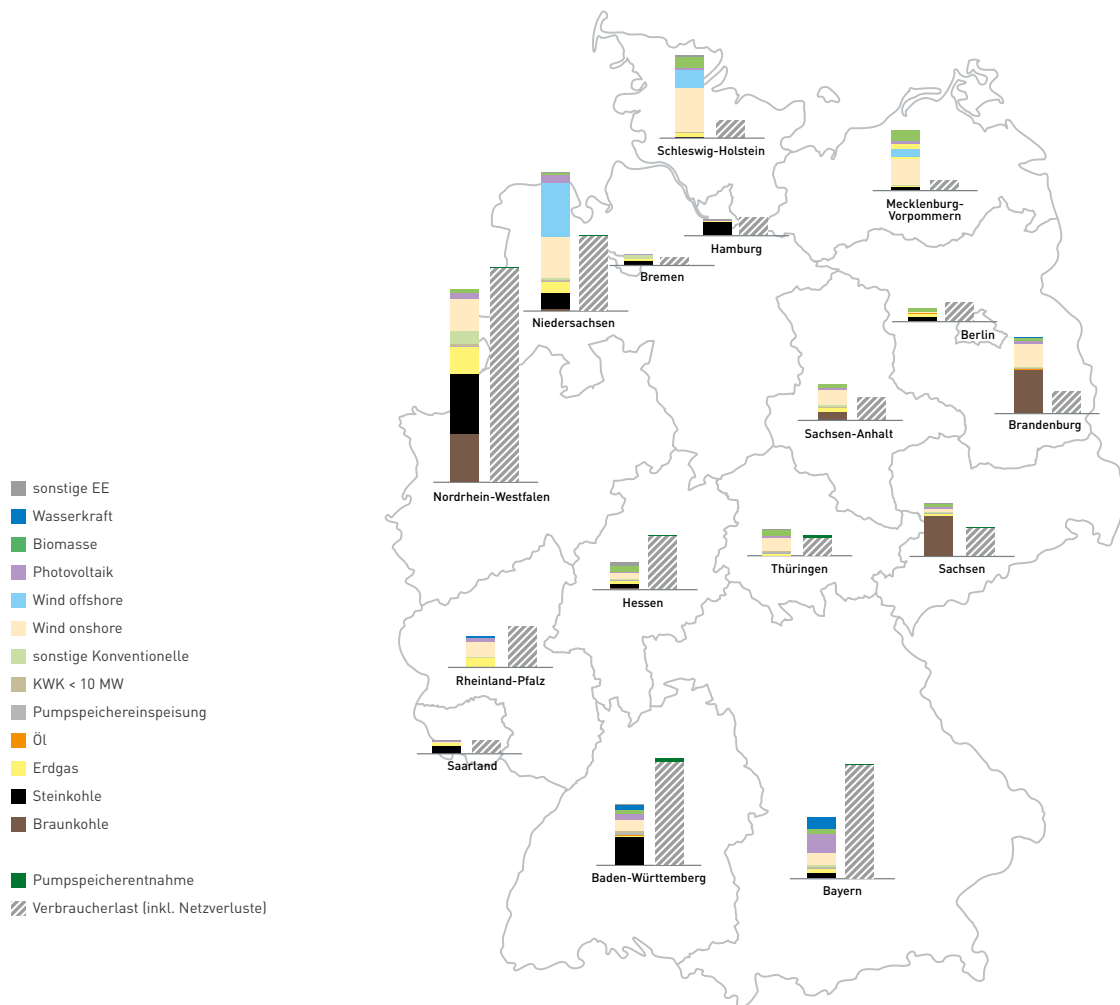 Schleswig-Holstein
Mecklenburg-
Vorpommern
Hamburg
Bremen
Niedersachsen
Berlin
Brandenburg
Sachsen-Anhalt
Nordrhein-Westfalen
Thüringen
Sachsen
Hessen
Rheinland-Pfalz
Saarland
Baden-Württemberg
Bayern
sonstige EE
Wasserkraft
Biomasse
Photovoltaik
Wind offshore
Wind onshore
sonstige Konventionelle
KWK < 10 MW
Pumpspeichereinspeisung
Öl
Erdgas
Steinkohle
Braunkohle
Pumpspeicherentnahme
Verbraucherlast (inkl. Netzverluste)